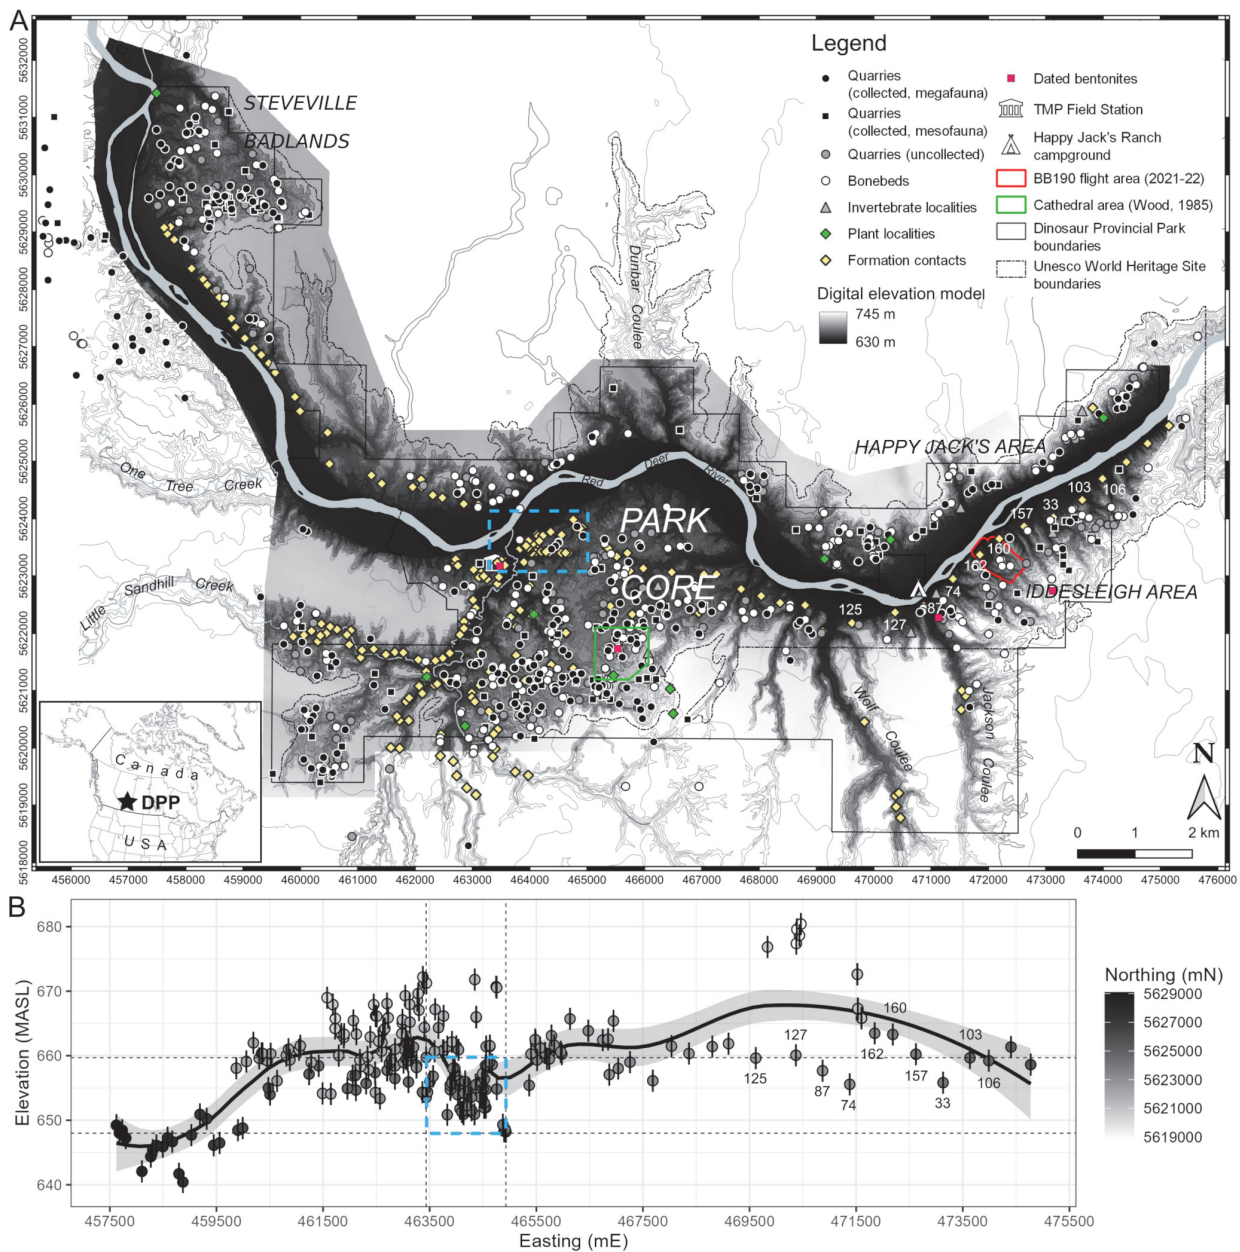 A
5632000
5631000
5630000
5629000
5628000
5627000
5626000
5625000
5624000
5623000
5622000
5621000
5620000
5619000
5618000
STEVEVILLE
BADLANDS
Dunbar
Coulee
Legend
Quarries
(collected, megafauna)
Quarries
(collected, mesofauna)
Quarries (uncollected)
Bonebeds
Invertebrate localities
Plant localities
Formation contacts
Digital elevation model
745 m
630 m
Dated bentonites
TMP Field Station
Happy Jack's Ranch
campground
BB190 flight area (2021-22)
Cathedral area (Wood, 1985)
Dinosaur Provincial Park
boundaries
Unesco World Heritage Site
boundaries
One Tree Creek
Red Deer River
HAPPY JACK'S AREA
PARK
CORE
103
106
33
157
160
162
74
87
125
127
IDDESLEIGH AREA
Little Sandhill Creek
Wolf
Coulee
Jackson
Coulee
Canada
DPP
USA
N
0 1 2 km
456000 457000 458000 459000 460000 461000 462000 463000 464000 465000 466000 467000 468000 469000 470000 471000 472000 473000 474000 475000 476000
B
Elevation (MASL)
680
670
660
650
640
127
160
103
125
87
74
162
157
33
106
457500 459500 461500 463500 465500 467500 469500 471500 473500 475500
Easting (mE)
Northing (mN)
5629000
5627000
5625000
5623000
5621000
5619000